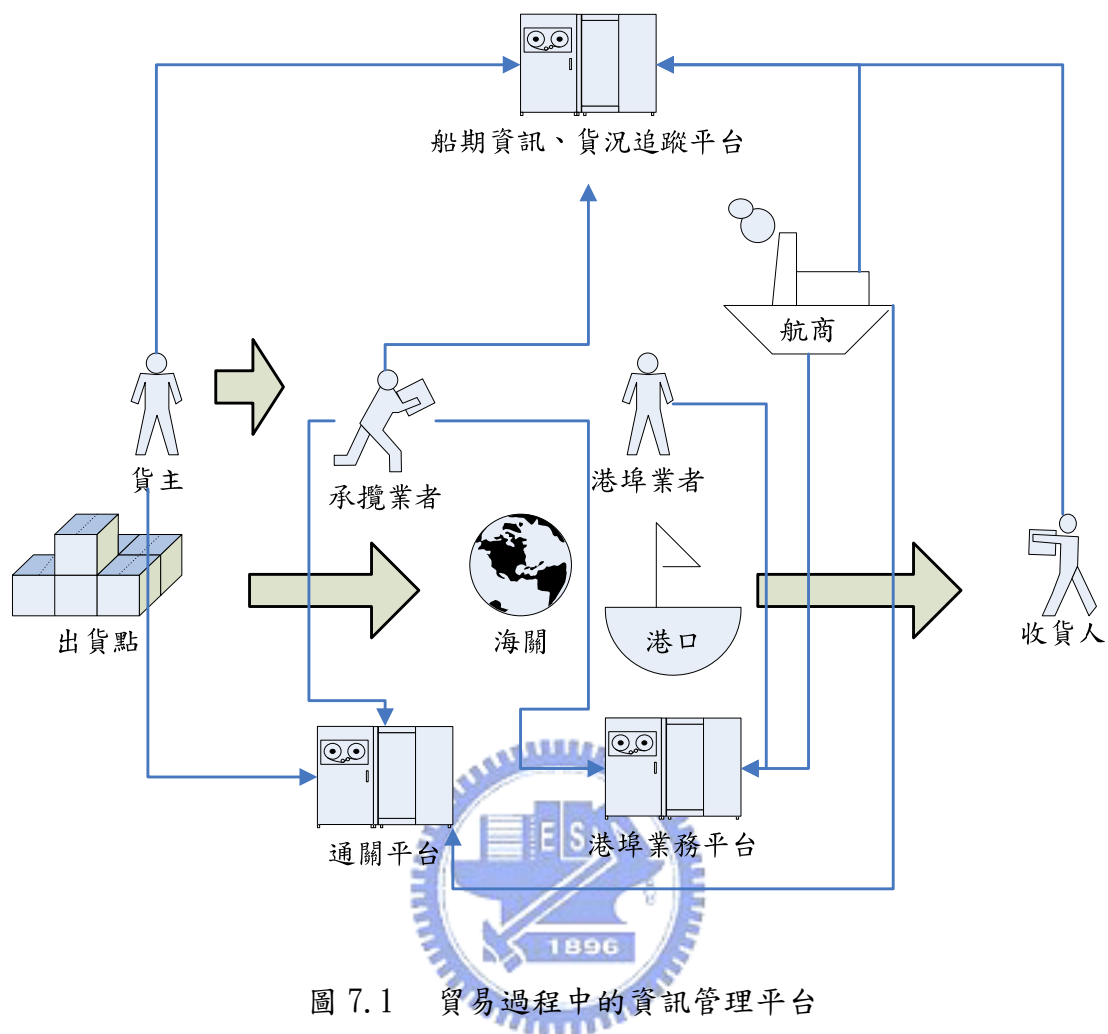 船期資訊、貨況追蹤平台
航商
貨主
承攬業者
港埠業者
出貨點
海關
港口
收貨人
通關平台
港埠業務平台
ES
1896
圖 7.1 貿易過程中的資訊管理平台